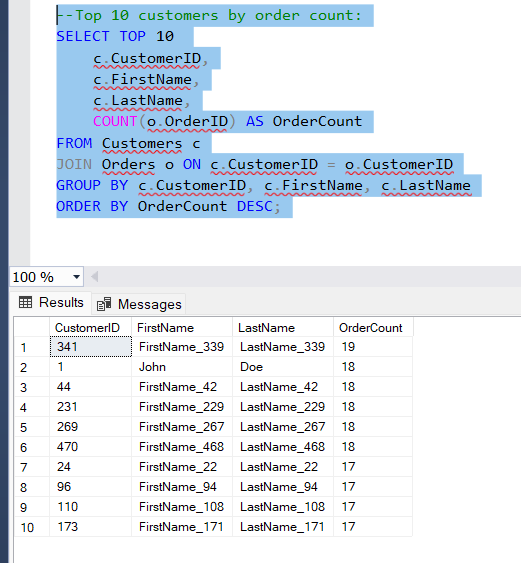 --Top 10 customers by order count:
SELECT TOP 10
c.CustomerID,
c.FirstName,
c.LastName,
COUNT(o.OrderID) AS OrderCount
FROM Customers c
JOIN Orders o ON c.CustomerID = o.CustomerID
GROUP BY c.CustomerID, c.FirstName, c.LastName
ORDER BY OrderCount DESC;
100 %
Results Messages
CustomerID FirstName LastName OrderCount
1 341 FirstName_339 LastName_339 19
2 1 John Doe 18
3 44 FirstName_42 LastName_42 18
4 231 FirstName_229 LastName_229 18
5 269 FirstName_267 LastName_267 18
6 470 FirstName_468 LastName_468 18
7 24 FirstName_22 LastName_22 17
8 96 FirstName_94 LastName_94 17
9 110 FirstName_108 LastName_108 17
10 173 FirstName_171 LastName_171 17